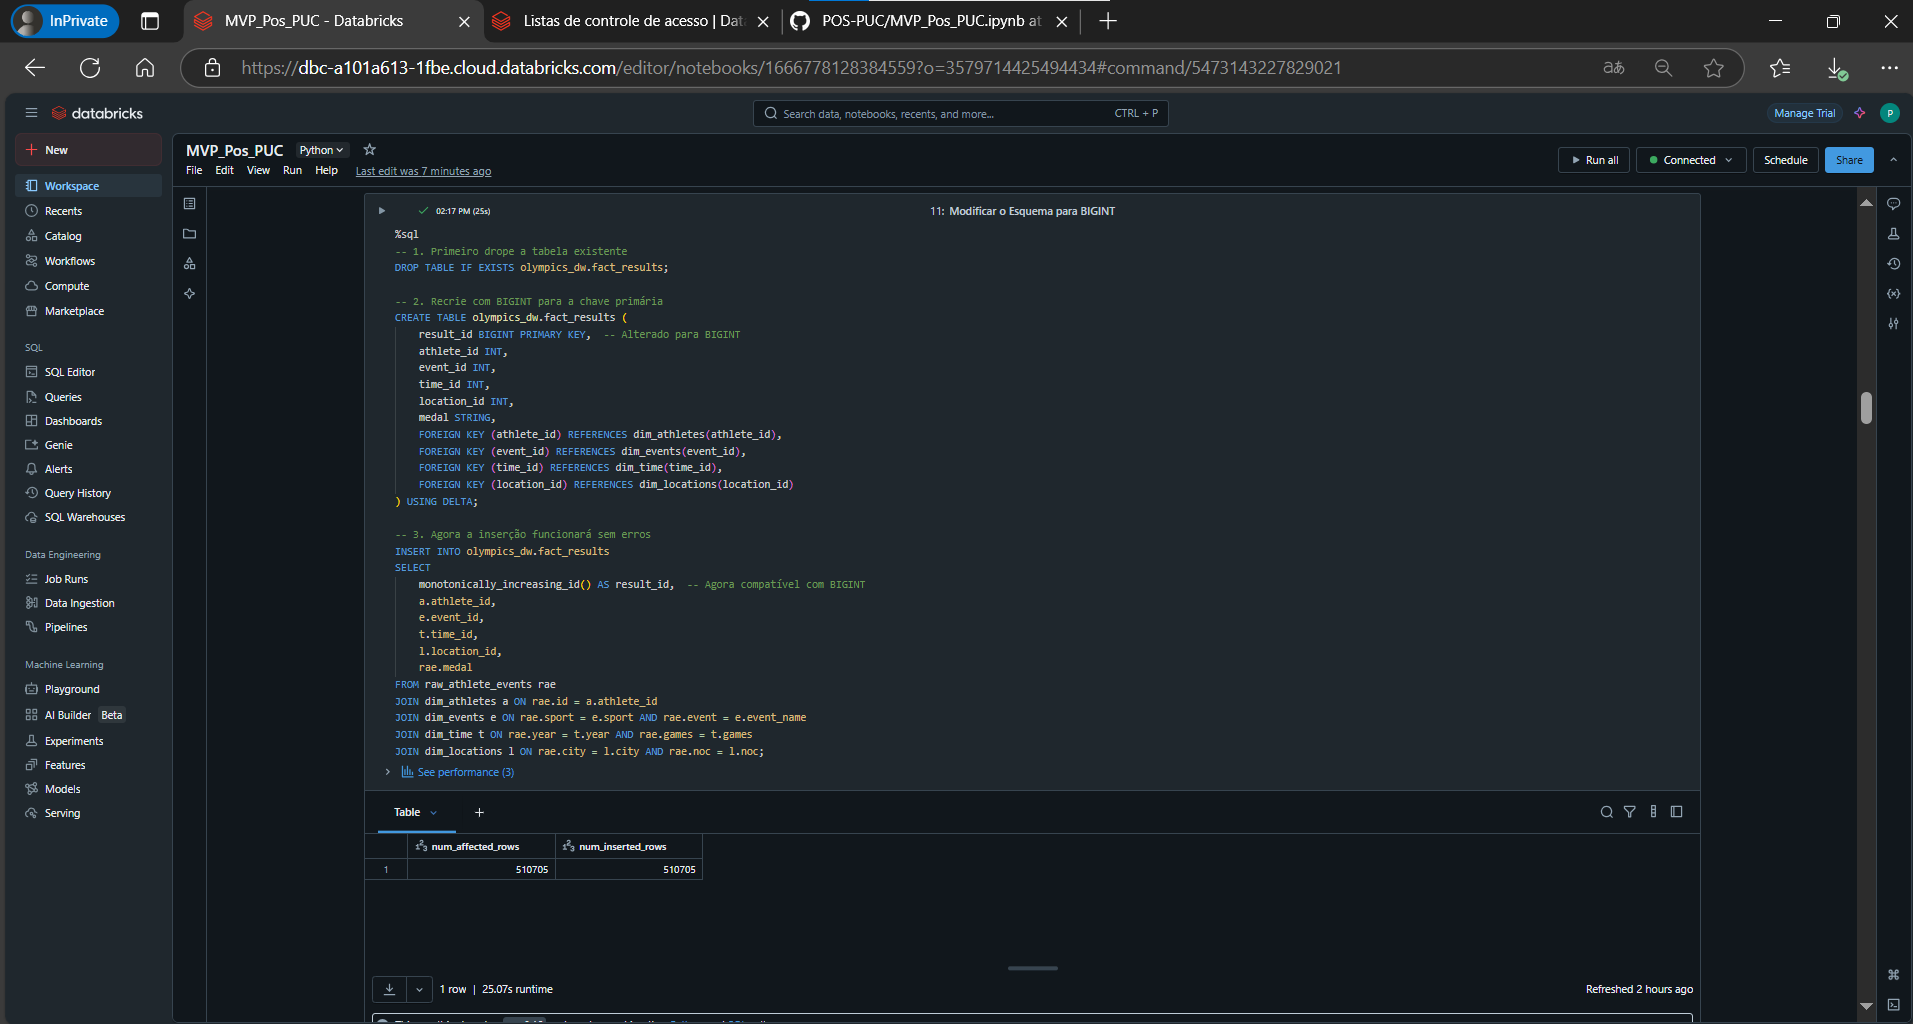 InPrivate
MVP_Pos_PUC - Databricks
Listas de controle de acesso | Dat
POS-PUC/MVP_Pos_PUC.ipynb at
https://dbc-a101a613-1fbe.cloud.databricks.com/editor/notebooks/1666778128384559?o=3579714425494434#command/5473143227829021
databricks
Search data, notebooks, recents, and more...
CTRL + P
Manage Trial
P
New
Workspace
Recents
Catalog
Workflows
Compute
Marketplace
SQL
SQL Editor
Queries
Dashboards
Genie
Alerts
Query History
SQL Warehouses
Data Engineering
Job Runs
Data Ingestion
Pipelines
Machine Learning
Playground
AI Builder Beta
Experiments
Features
Models
Serving
MVP_Pos_PUC Python
File Edit View Run Help Last edit was 7 minutes ago
Run all
Connected
Schedule
Share
02:17 PM (25s)
11: Modificar o Esquema para BIGINT
%sql
-- 1. Primeiro drope a tabela existente
DROP TABLE IF EXISTS olympics_dw.fact_results;
-- 2. Recrie com BIGINT para a chave primária
CREATE TABLE olympics_dw.fact_results (
result_id BIGINT PRIMARY KEY, -- Alterado para BIGINT
athlete_id INT,
event_id INT,
time_id INT,
location_id INT,
medal STRING,
FOREIGN KEY (athlete_id) REFERENCES dim_athletes(athlete_id),
FOREIGN KEY (event_id) REFERENCES dim_events(event_id),
FOREIGN KEY (time_id) REFERENCES dim_time(time_id),
FOREIGN KEY (location_id) REFERENCES dim_locations(location_id)
) USING DELTA;
-- 3. Agora a inserção funcionará sem erros
INSERT INTO olympics_dw.fact_results
SELECT
monotonically_increasing_id() AS result_id, -- Agora compatível com BIGINT
a.athlete_id,
e.event_id,
t.time_id,
l.location_id,
rae.medal
FROM raw_athlete_events rae
JOIN dim_athletes a ON rae.id = a.athlete_id
JOIN dim_events e ON rae.sport = e.sport AND rae.event = e.event_name
JOIN dim_time t ON rae.year = t.year AND rae.games = t.games
JOIN dim_locations l ON rae.city = l.city AND rae.noc = l.noc;
See performance (3)
Table
num_affected_rows num_inserted_rows
1 510705 510705
1 row | 25.07s runtime
Refreshed 2 hours ago